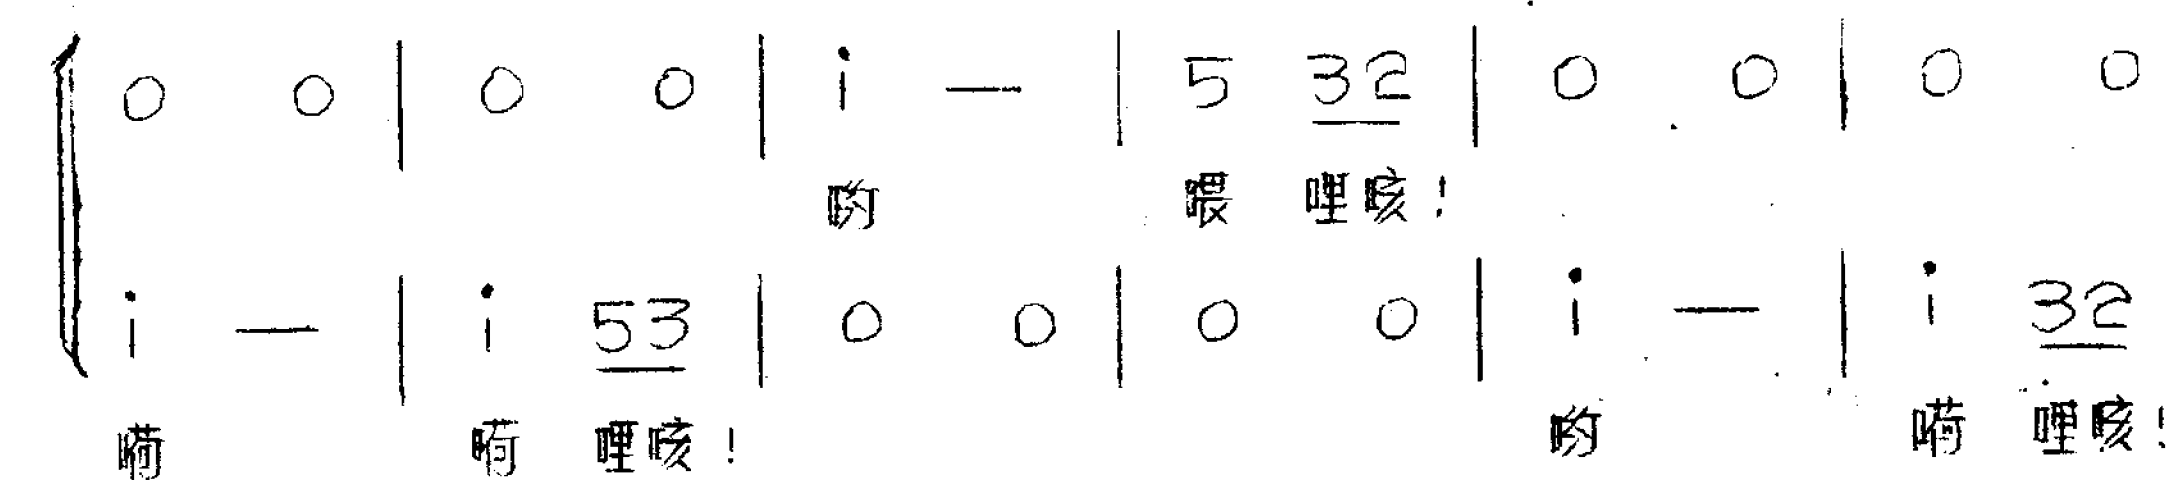 0 0 | 0 0 | i̇ — | 5 32 | 0 0 | 0 0
哟 喂 哩咳！
i̇ — | i̇ 53 | 0 0 | 0 0 | i̇ — | i̇ 32
嗬 嗬 哩咳！ 哟 嗬 哩咳！